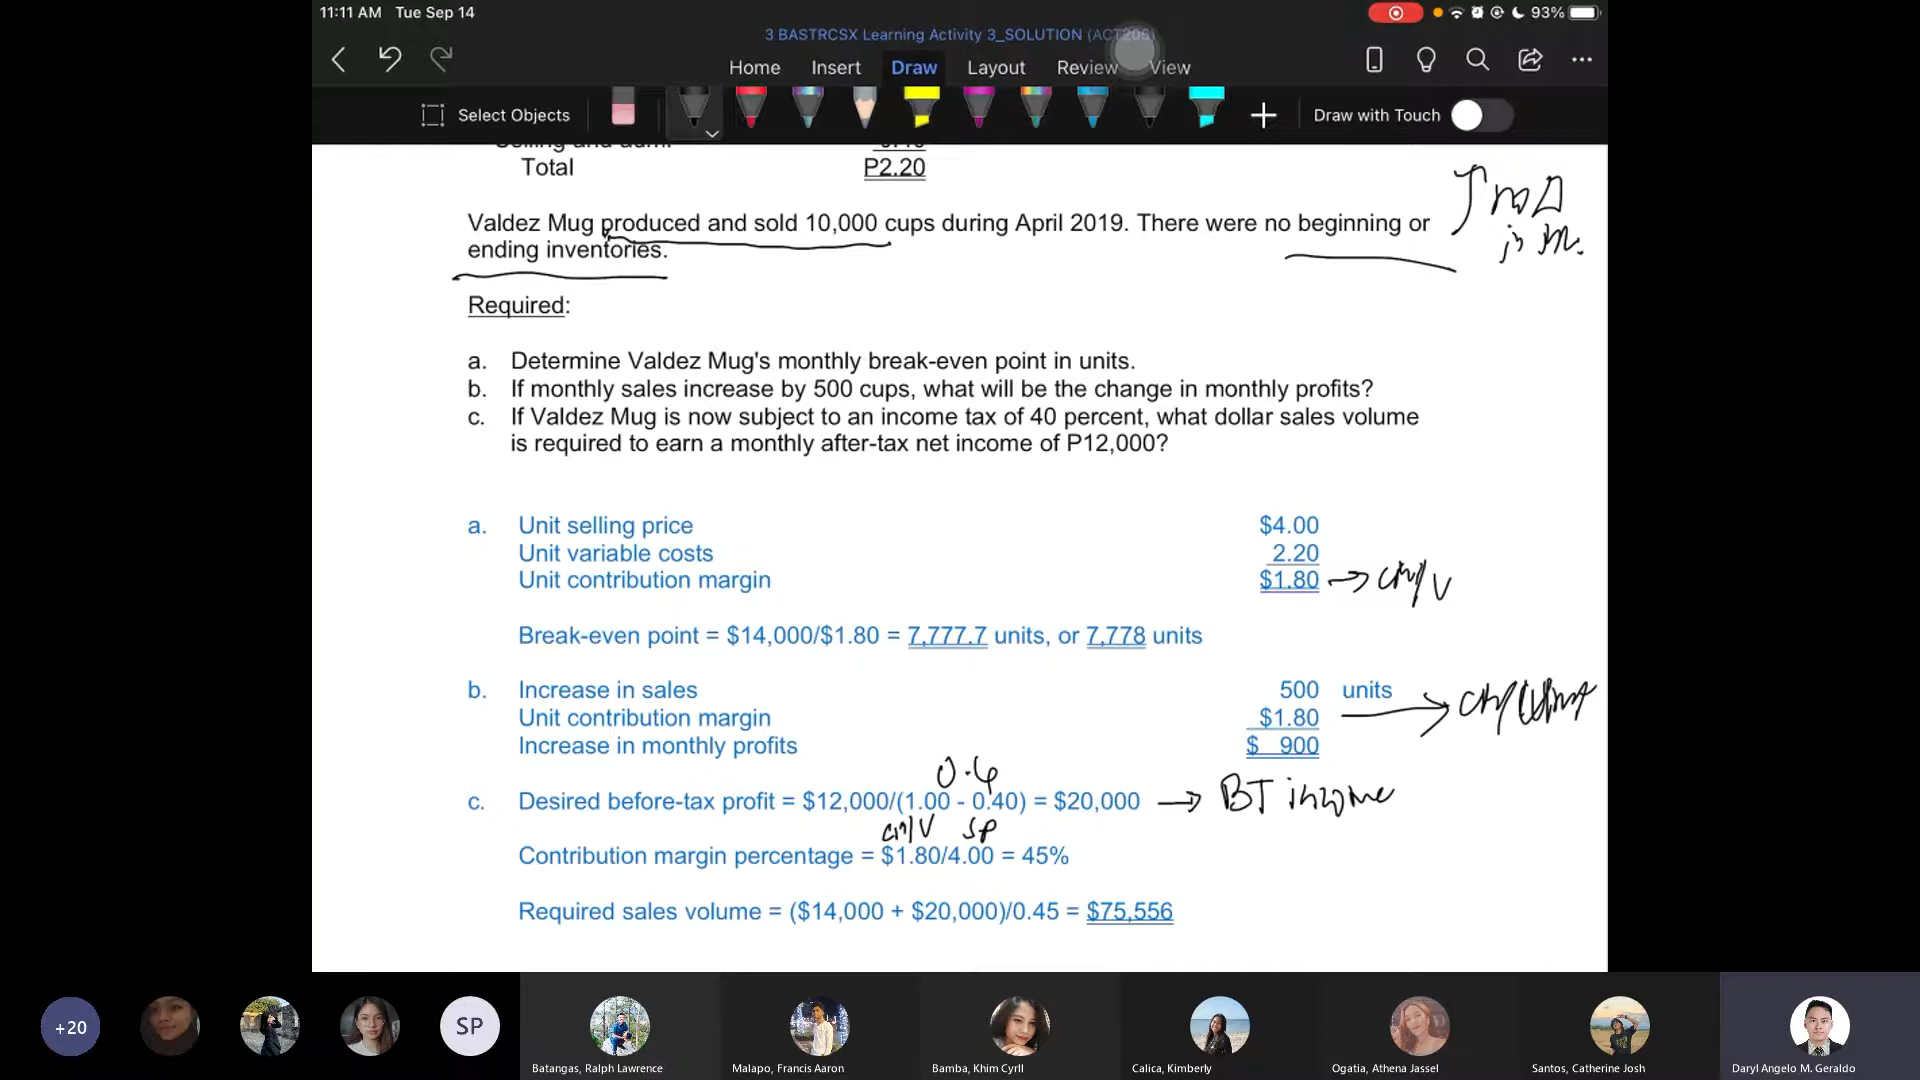 11:11 AM Tue Sep 14
93%
3 BASTRCSX Learning Activity 3_SOLUTION (ACT205)
Home Insert Draw Layout Review View
Select Objects
Draw with Touch
Selling and adm.
Total P2.20
Valdez Mug produced and sold 10,000 cups during April 2019. There were no beginning or
ending inventories.
Required:
a. Determine Valdez Mug's monthly break-even point in units.
b. If monthly sales increase by 500 cups, what will be the change in monthly profits?
c. If Valdez Mug is now subject to an income tax of 40 percent, what dollar sales volume
is required to earn a monthly after-tax net income of P12,000?
a. Unit selling price $4.00
Unit variable costs 2.20
Unit contribution margin $1.80 → CM/U
Break-even point = $14,000/$1.80 = 7,777.7 units, or 7,778 units
b. Increase in sales 500 units
Unit contribution margin $1.80 → CM/Unit
Increase in monthly profits $ 900
0.6
c. Desired before-tax profit = $12,000/(1.00 - 0.40) = $20,000 → BT income
CM/U SP
Contribution margin percentage = $1.80/4.00 = 45%
Required sales volume = ($14,000 + $20,000)/0.45 = $75,556
+20
SP
Batangas, Ralph Lawrence
Malapo, Francis Aaron
Bamba, Khim Cyrll
Calica, Kimberly
Ogatia, Athena Jassel
Santos, Catherine Josh
Daryl Angelo M. Geraldo